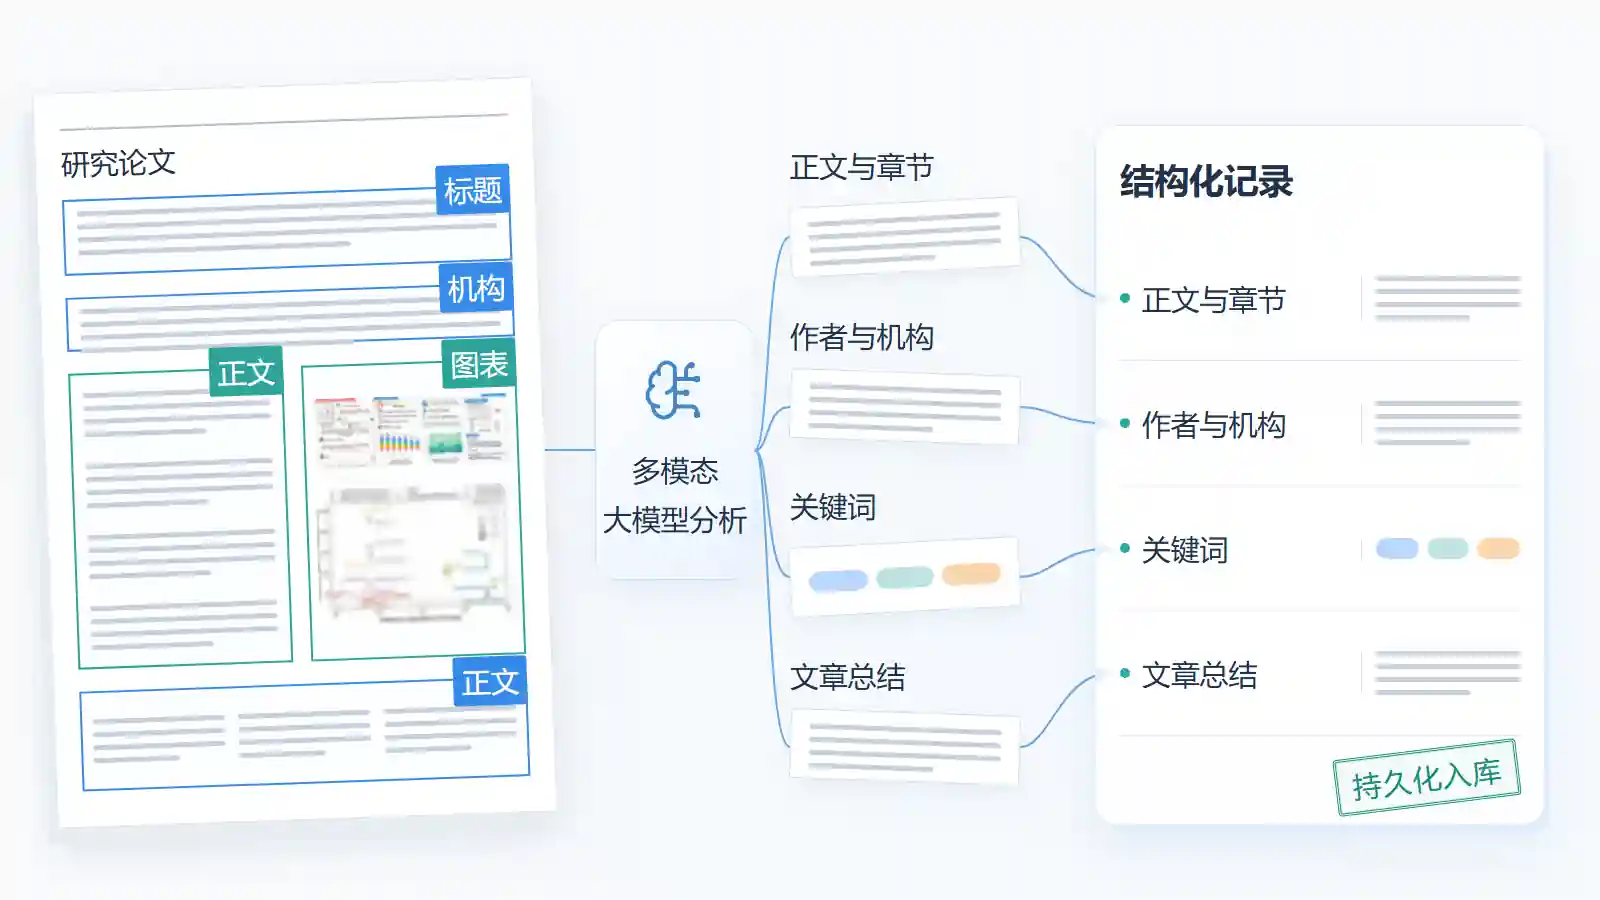 研究论文
标题
机构
正文
图表
正文
多模态
大模型分析
正文与章节
作者与机构
关键词
文章总结
结构化记录
正文与章节
作者与机构
关键词
文章总结
持久化入库